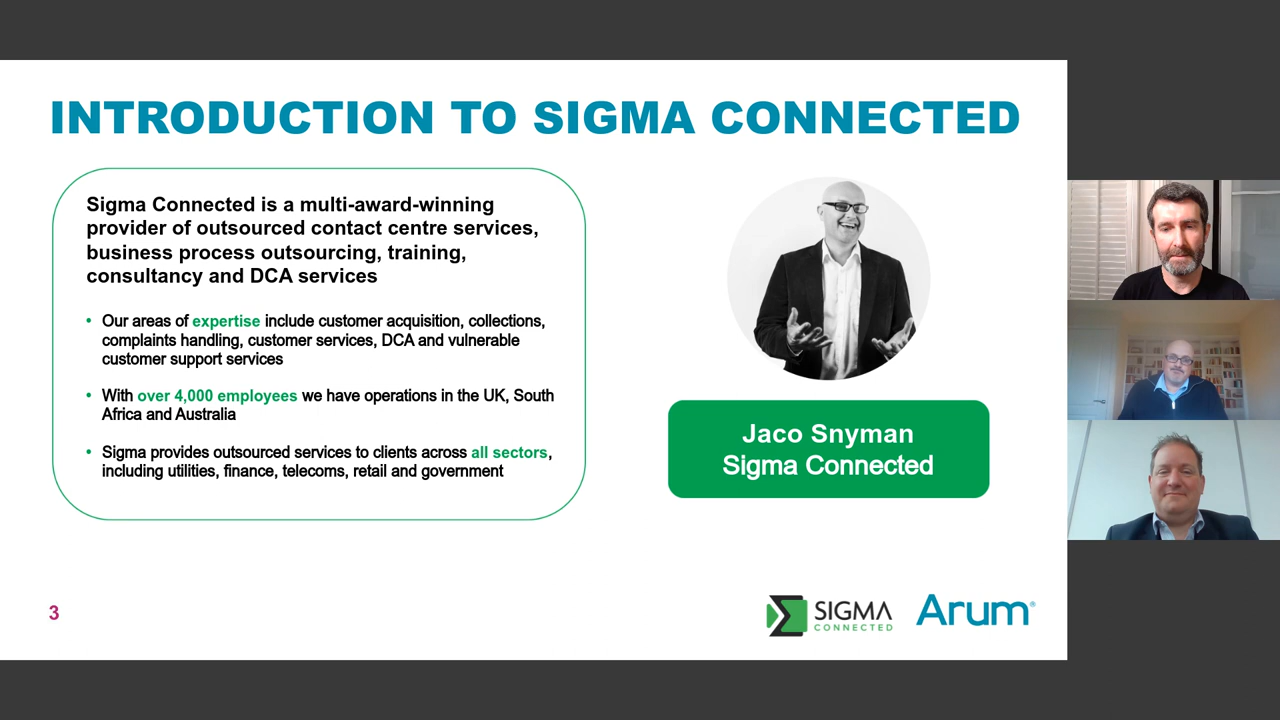 INTRODUCTION TO SIGMA CONNECTED
Sigma Connected is a multi-award-winning
provider of outsourced contact centre services,
business process outsourcing, training,
consultancy and DCA services
• Our areas of expertise include customer acquisition, collections,
complaints handling, customer services, DCA and vulnerable
customer support services
• With over 4,000 employees we have operations in the UK, South
Africa and Australia
• Sigma provides outsourced services to clients across all sectors,
including utilities, finance, telecoms, retail and government
Jaco Snyman
Sigma Connected
3
SIGMA
CONNECTED
Arum®